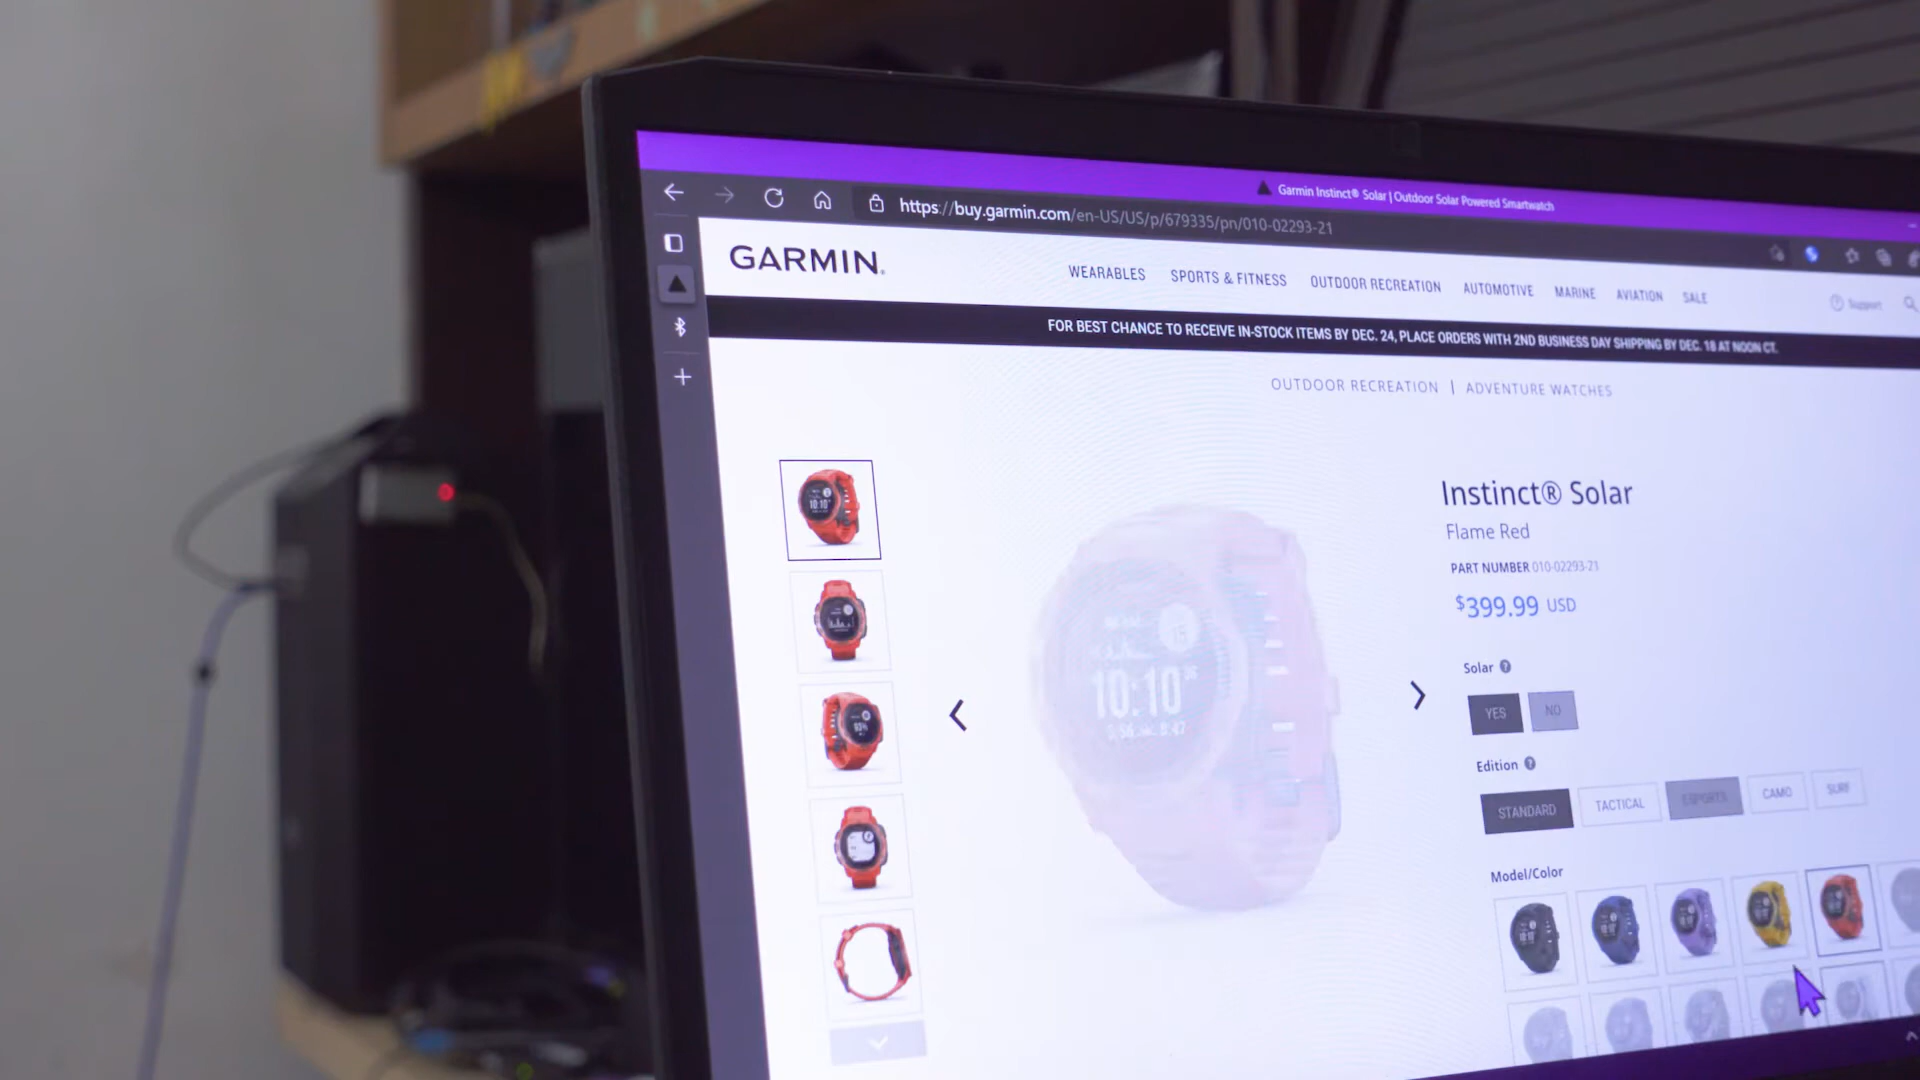 Garmin Instinct® Solar | Outdoor Solar Powered Smartwatch
https://buy.garmin.com/en-US/US/p/679335/pn/010-02293-21
GARMIN.
WEARABLES SPORTS & FITNESS OUTDOOR RECREATION AUTOMOTIVE MARINE AVIATION SALE Support
FOR BEST CHANCE TO RECEIVE IN-STOCK ITEMS BY DEC. 24, PLACE ORDERS WITH 2ND BUSINESS DAY SHIPPING BY DEC. 18 AT NOON CT.
OUTDOOR RECREATION | ADVENTURE WATCHES
Instinct® Solar
Flame Red
PART NUMBER 010-02293-21
$399.99 USD
Solar ?
YES NO
Edition ?
STANDARD TACTICAL ESPORTS CAMO SURF
Model/Color
10:10